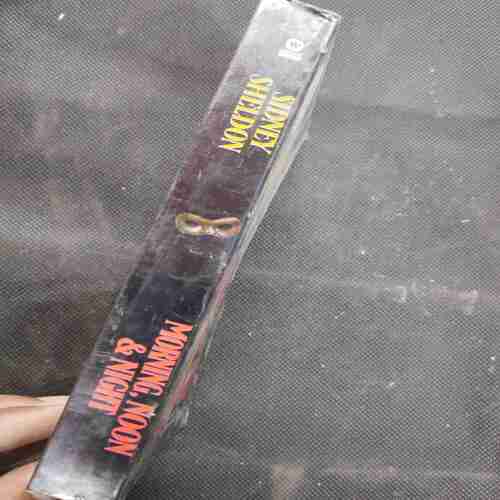 SIDNEY
SHELDON
MORNING, NOON
& NIGHT